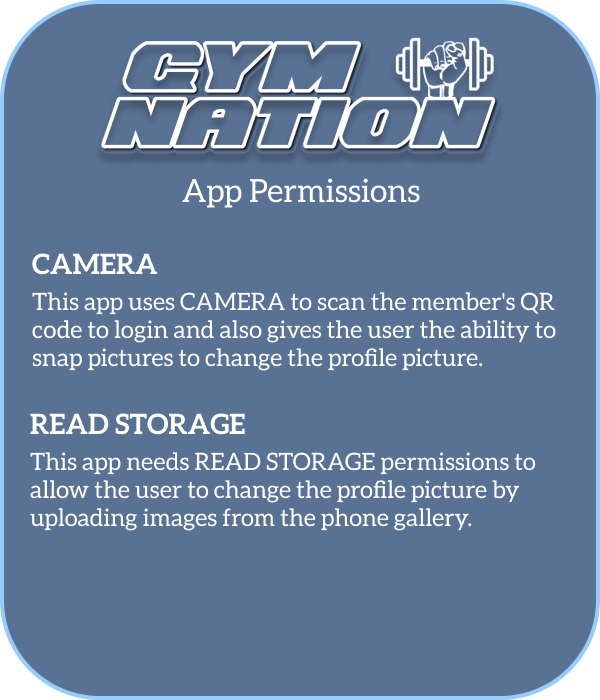 GYM
NATION
App Permissions
CAMERA
This app uses CAMERA to scan the member's QR
code to login and also gives the user the ability to
snap pictures to change the profile picture.
READ STORAGE
This app needs READ STORAGE permissions to
allow the user to change the profile picture by
uploading images from the phone gallery.